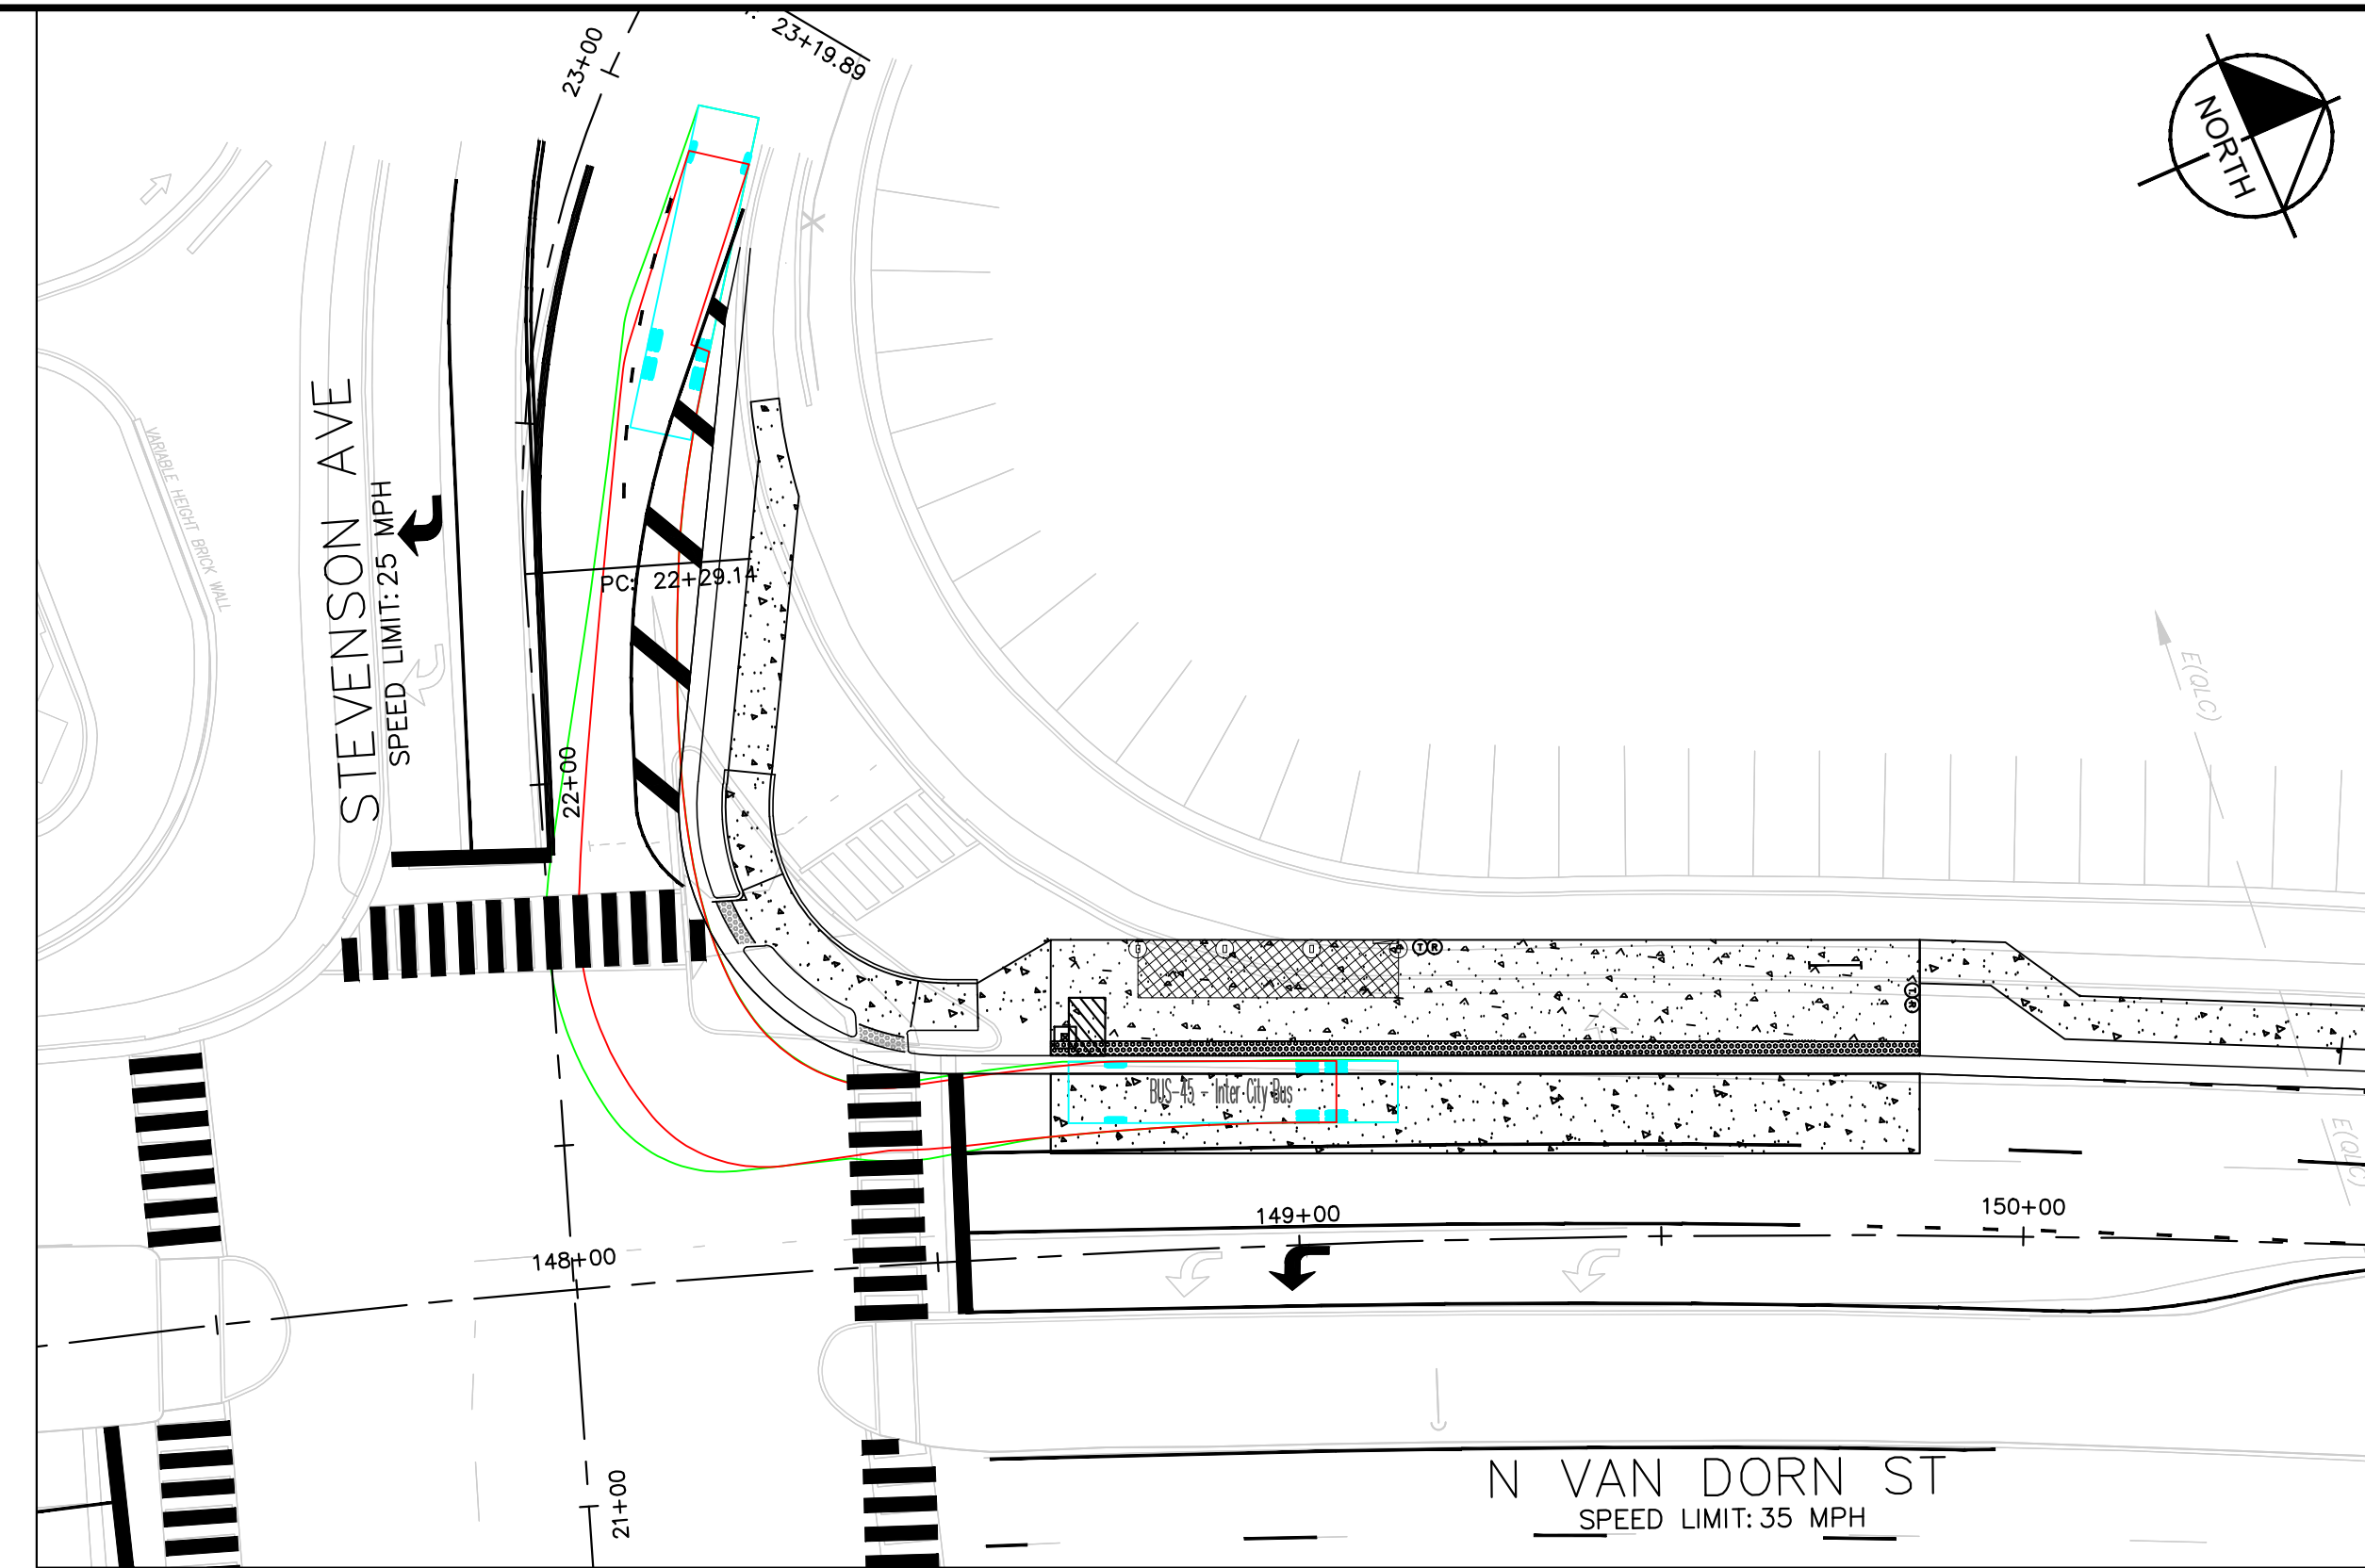 23+00
23+19.89
NORTH
VARIABLE HEIGHT BRICK WALL
STEVENSON AVE
SPEED LIMIT: 25 MPH
PC: 22+29.14
22+00
E(QLC)
T R
T R
BUS-45 - Inter-City Bus
E(QLC)
149+00
150+00
148+00
21+00
N VAN DORN ST
SPEED LIMIT: 35 MPH